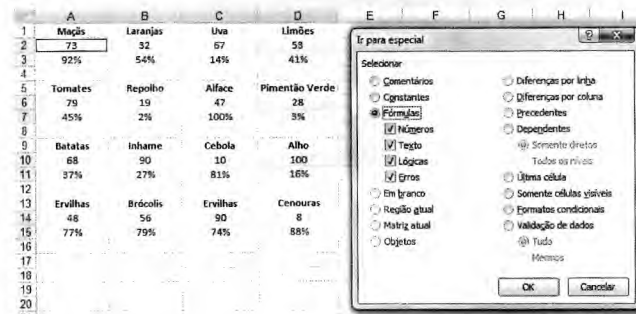 A B C D E F G H I
1 Maçãs Laranjas Uva Limões
2 73 32 67 53
3 92% 54% 14% 41%
4
5 Tomates Repolho Alface Pimentão Verde
6 79 19 47 28
7 45% 2% 100% 3%
8
9 Batatas Inhame Cebola Alho
10 68 90 10 100
11 37% 27% 81% 16%
12
13 Ervilhas Brócolis Ervilhas Cenouras
14 48 56 90 8
15 77% 79% 74% 88%
16
17
18
19
20
Ir para especial
Selecionar
Comentários
Constantes
Fórmulas
Números
Texto
Lógicas
Erros
Em branco
Região atual
Matriz atual
Objetos
Diferenças por linha
Diferenças por coluna
Precedentes
Dependentes
Somente diretos
Todos os níveis
Última célula
Somente células visíveis
Formatos condicionais
Validação de dados
Tudo
Mesmos
OK Cancelar